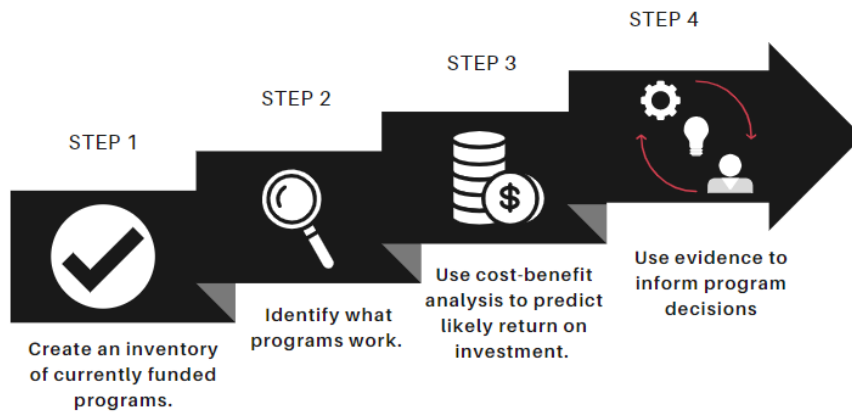 STEP 1
Create an inventory
of currently funded
programs.
STEP 2
Identify what
programs work.
STEP 3
$
Use cost-benefit
analysis to predict
likely return on
investment.
STEP 4
Use evidence to
inform program
decisions